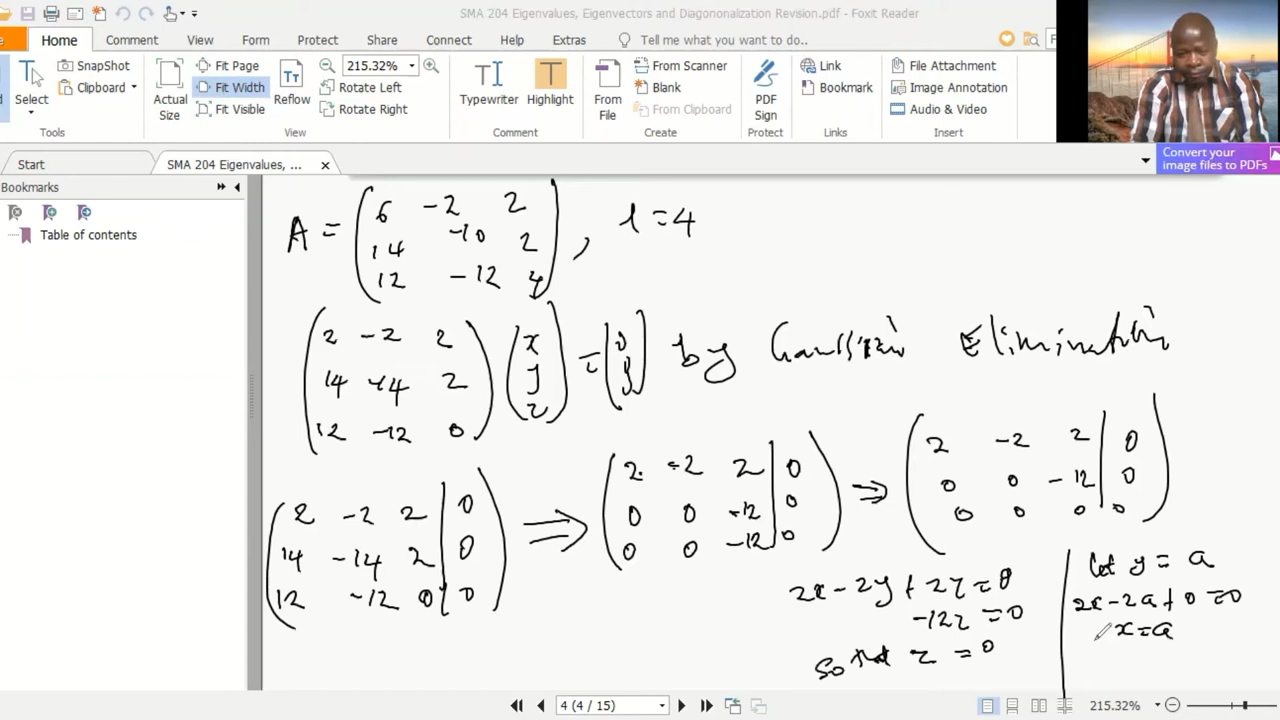 SMA 204 Eigenvalues, Eigenvectors and Diagononalization Revision.pdf - Foxit Reader
Home Comment View Form Protect Share Connect Help Extras Tell me what you want to do..
SnapShot Fit Page 215.32% From Scanner Link File Attachment
Select Clipboard Actual Size Fit Width Reflow Rotate Left Typewriter Highlight From File Blank PDF Sign Bookmark Image Annotation
Fit Visible Rotate Right From Clipboard Audio & Video
Tools View Comment Create Protect Links Insert
Start SMA 204 Eigenvalues, ... Convert your
image files to PDFs
Bookmarks
Table of contents
A = ( 6 -2 2
14 -10 2
12 -12 4 ) , λ = 4
( 2 -2 2
14 -14 2
12 -12 0 ) ( x
y
z ) = ( 0
0
0 ) by Gaussian Elimination
( 2 -2 2 | 0
14 -14 2 | 0
12 -12 0 | 0 ) ⇒ ( 2 -2 2 | 0
0 0 -12 | 0
0 0 -12 | 0 ) ⇒ ( 2 -2 2 | 0
0 0 -12 | 0
0 0 0 0 )
2x - 2y + 2z = 0
-12z = 0
So that z = 0
let y = a
2x - 2a + 0 = 0
x = a
4 (4 / 15) 215.32%